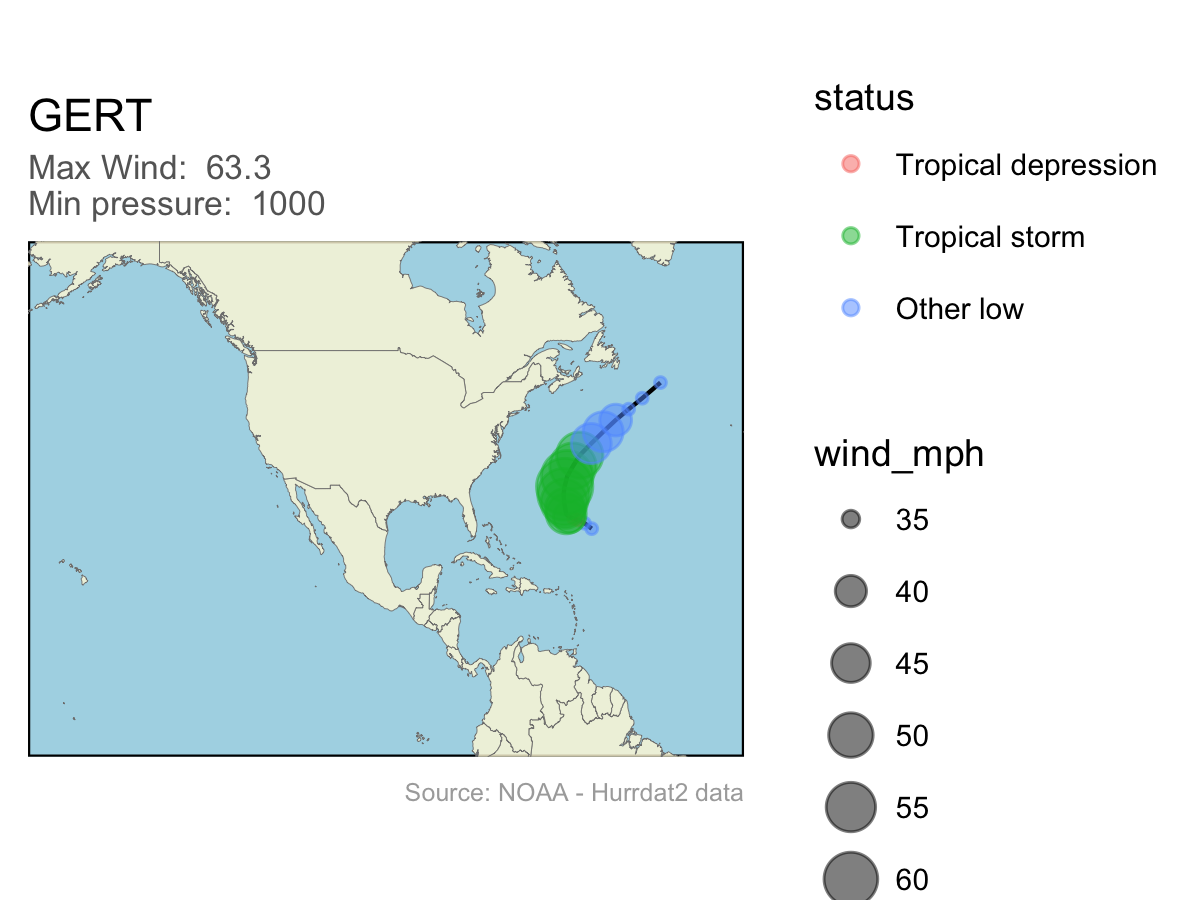 GERT
Max Wind:  63.3
Min pressure:  1000
Source: NOAA - Hurrdat2 data
status
Tropical depression
Tropical storm
Other low
wind_mph
35
40
45
50
55
60